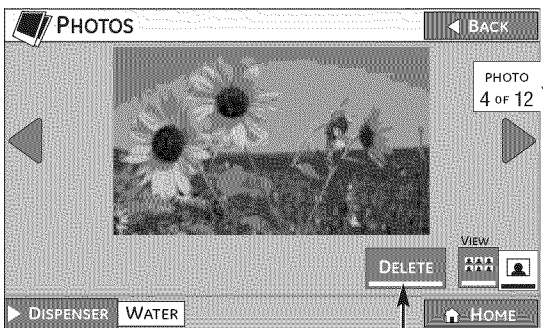 PHOTOS
BACK
PHOTO
4 OF 12
VIEW
DELETE
DISPENSER WATER
HOME